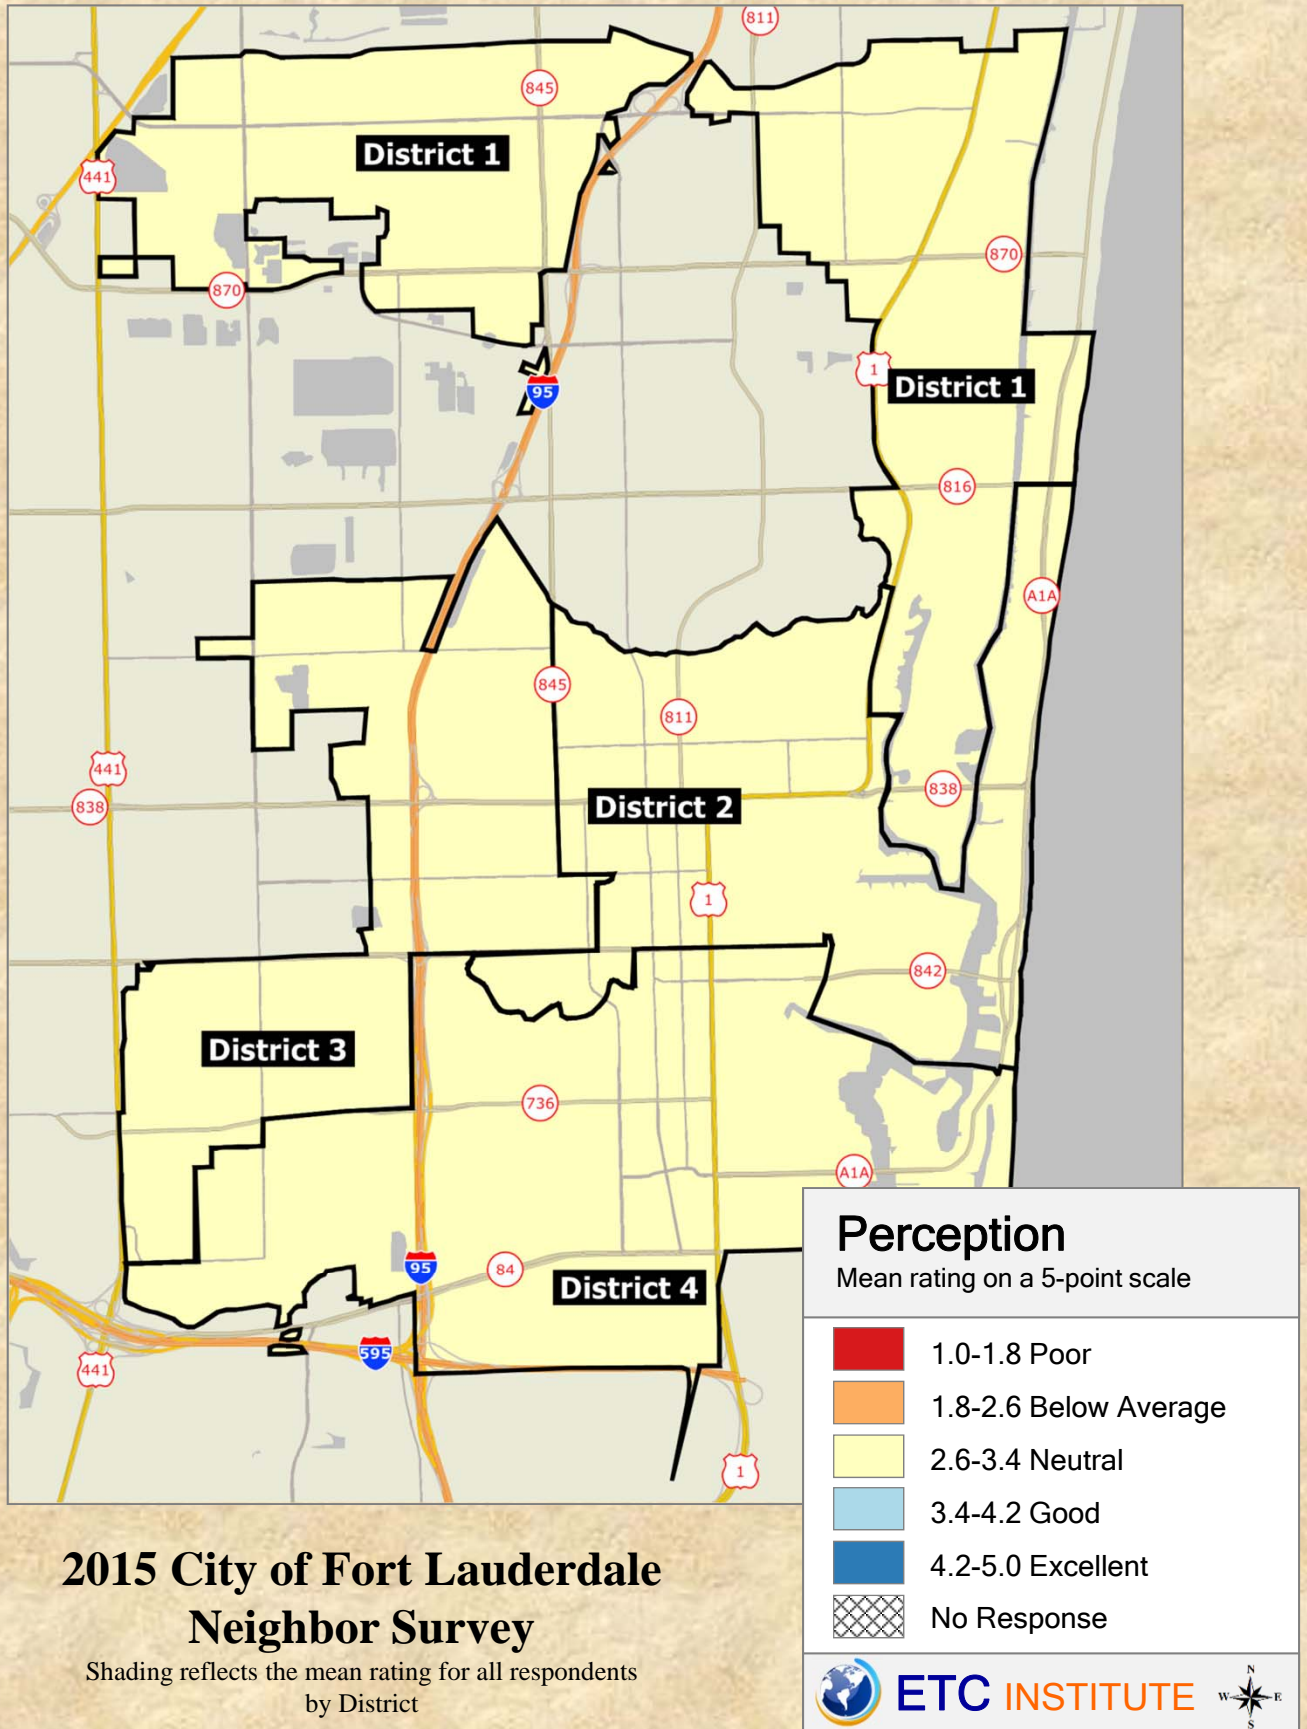 811
845
District 1
441
870
870
95
1
District 1
816
A1A
845
811
441
838
District 2
838
1
842
District 3
736
A1A
95
84
District 4
595
441
1
Perception
Mean rating on a 5-point scale
1.0-1.8 Poor
1.8-2.6 Below Average
2.6-3.4 Neutral
3.4-4.2 Good
4.2-5.0 Excellent
No Response
2015 City of Fort Lauderdale
Neighbor Survey
Shading reflects the mean rating for all respondents
by District
ETC INSTITUTE
N
W E
S